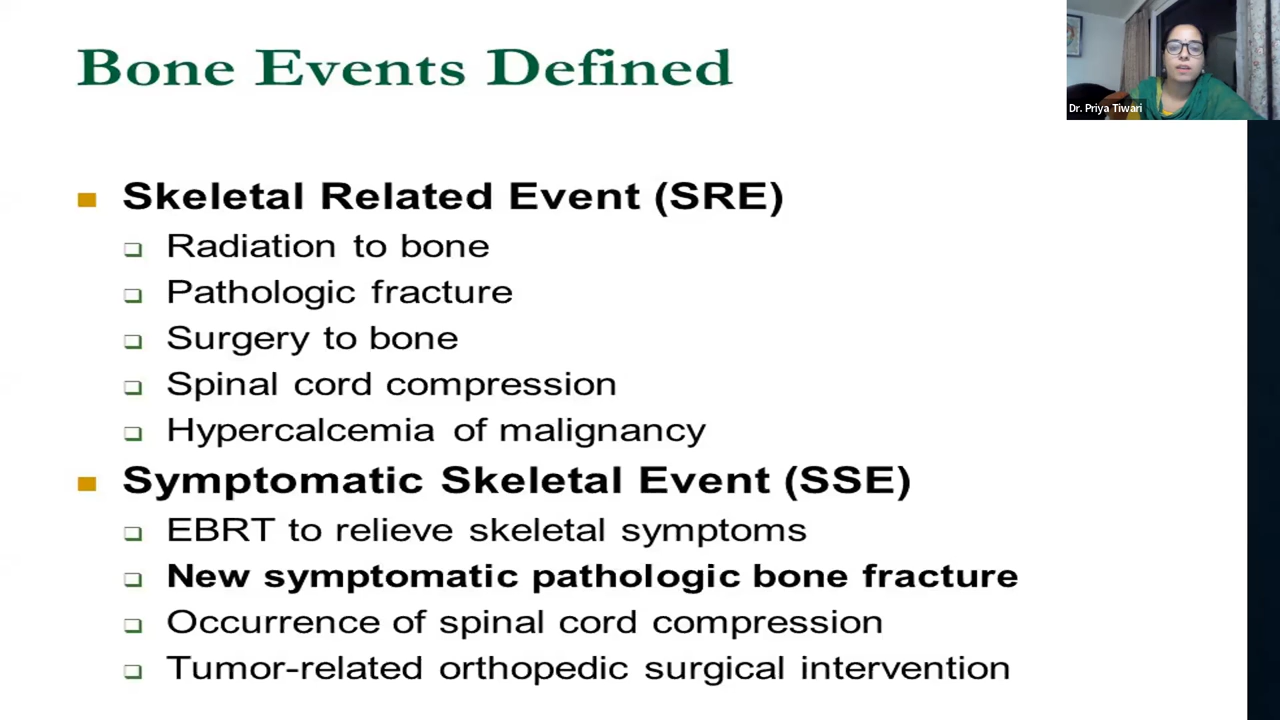 Bone Events Defined
Dr. Priya Tiwari
Skeletal Related Event (SRE)
Radiation to bone
Pathologic fracture
Surgery to bone
Spinal cord compression
Hypercalcemia of malignancy
Symptomatic Skeletal Event (SSE)
EBRT to relieve skeletal symptoms
New symptomatic pathologic bone fracture
Occurrence of spinal cord compression
Tumor-related orthopedic surgical intervention